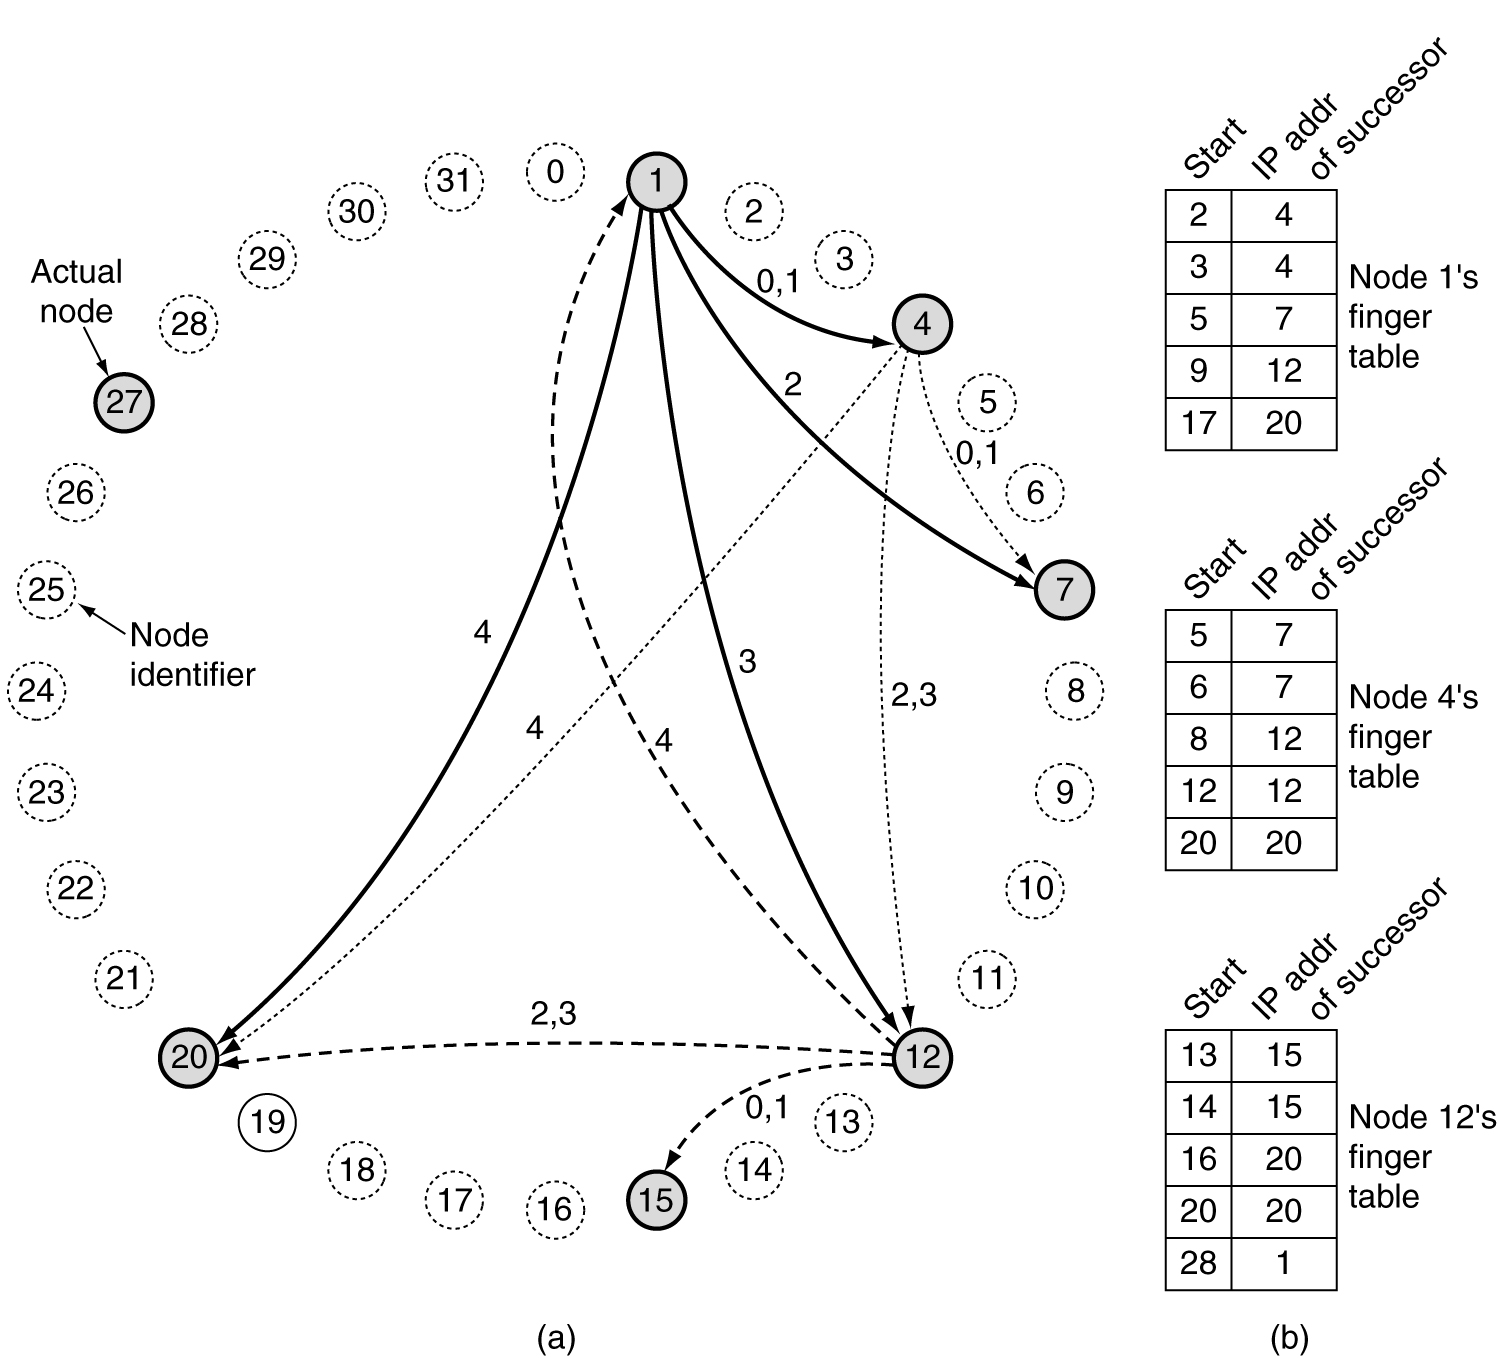 0
1
31
2
30
3
29
Actual
node
28
4
0,1
27
2
5
0,1
26
6
25
7
Node
identifier
4
3
24
8
2,3
4
4
23
9
22
10
21
11
2,3
20
12
19
0,1
13
18
14
17
16
15
(a)
Start
IP addr
of successor
2 4
3 4
5 7
9 12
17 20
Node 1's
finger
table
Start
IP addr
of successor
5 7
6 7
8 12
12 12
20 20
Node 4's
finger
table
Start
IP addr
of successor
13 15
14 15
16 20
20 20
28 1
Node 12's
finger
table
(b)